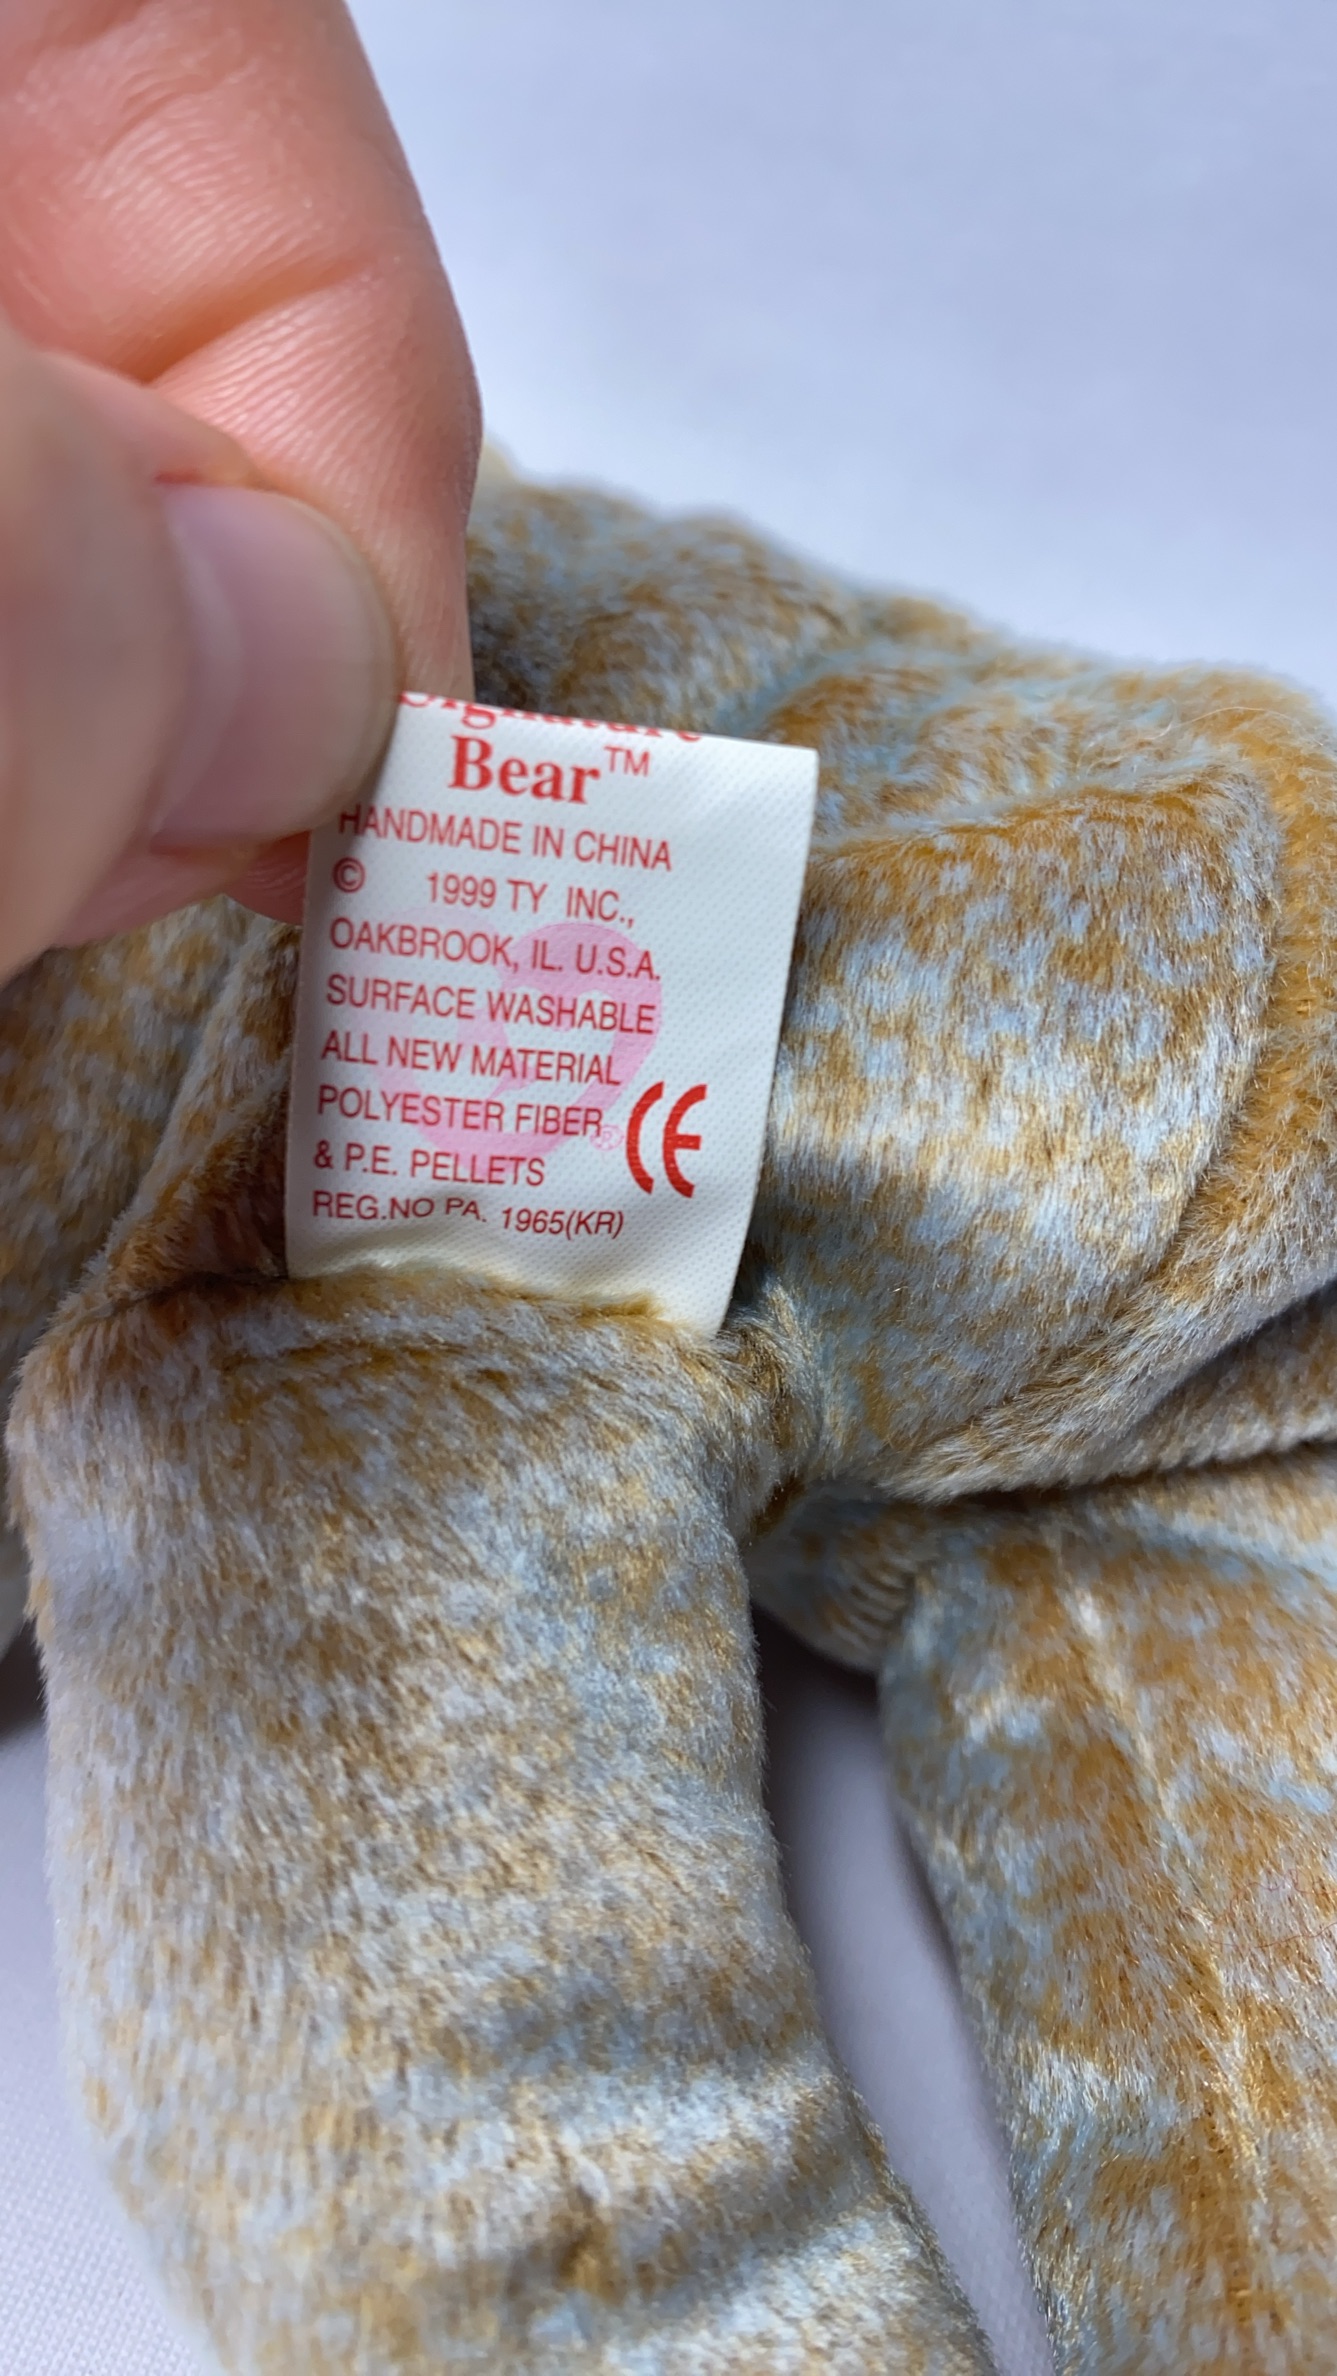 Signature
Bear™
HANDMADE IN CHINA
© 1999 TY INC.,
OAKBROOK, IL. U.S.A.
SURFACE WASHABLE
ALL NEW MATERIAL
POLYESTER FIBER ®
& P.E. PELLETS CE
REG.NO PA. 1965(KR)